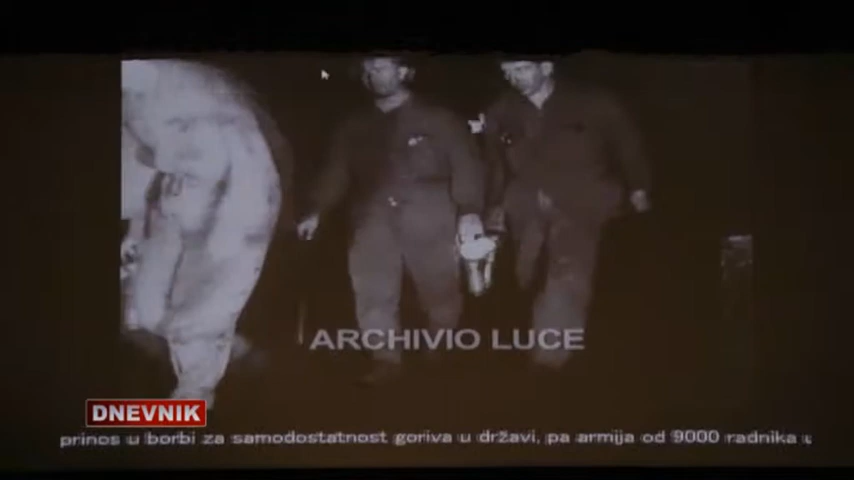 ARCHIVIO LUCE
DNEVNIK
prinos u borbi za samodostatnost goriva u državi, pa armija od 9000 radnika u